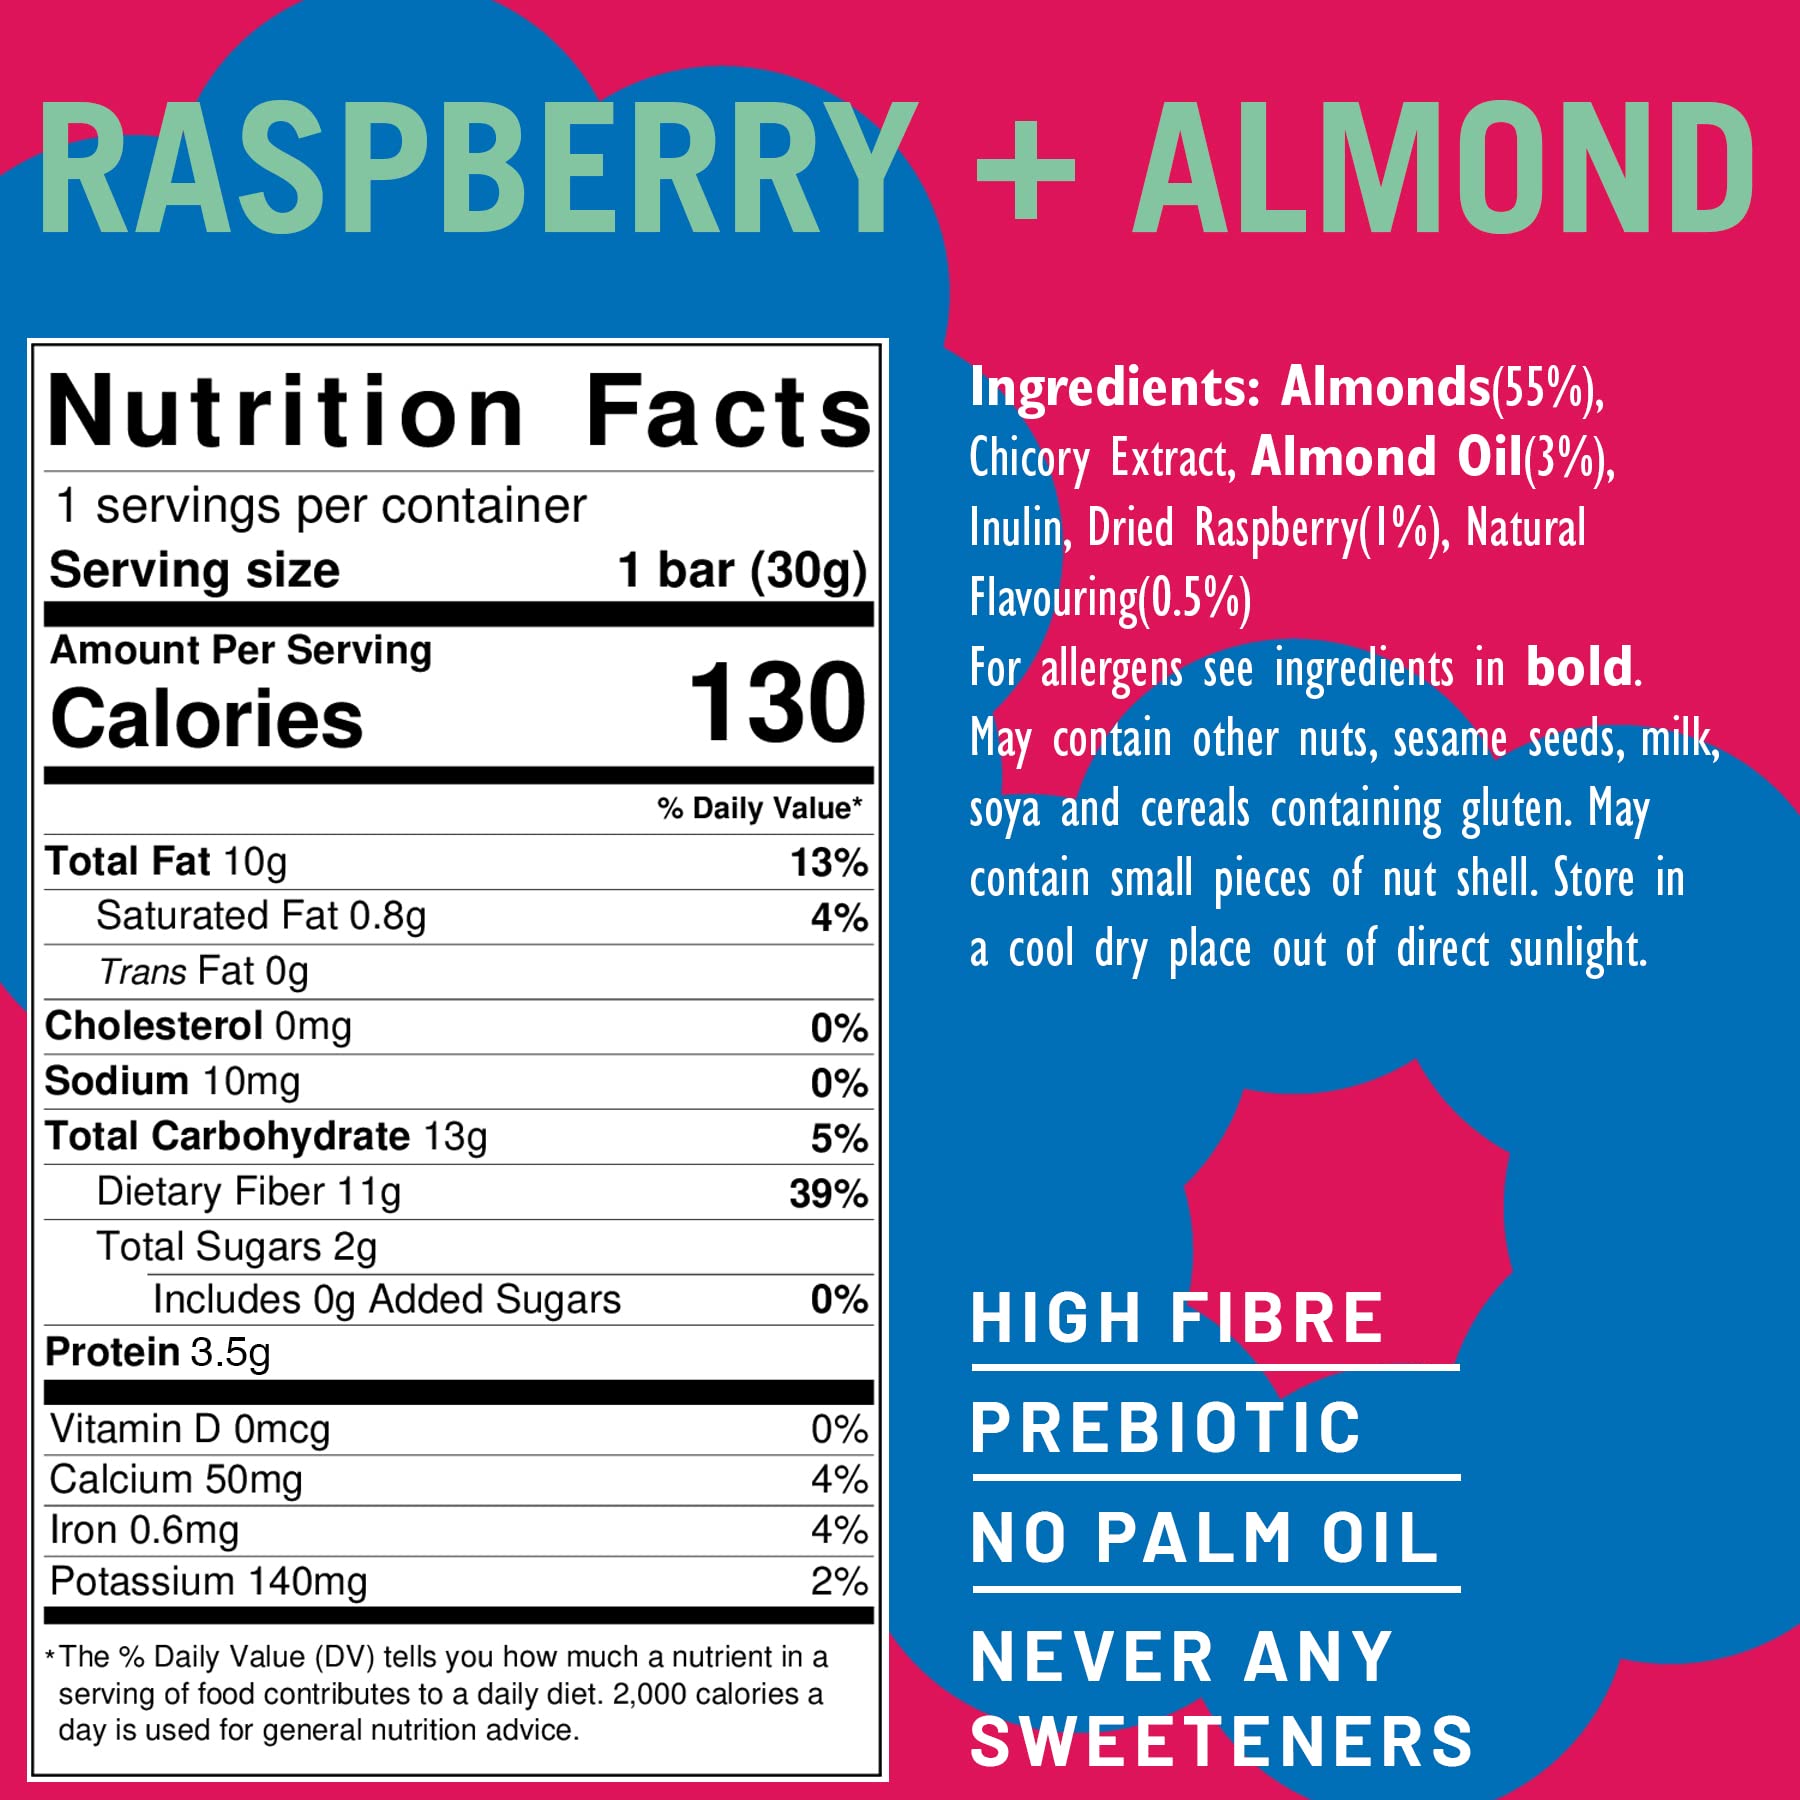 RASPBERRY + ALMOND
Nutrition Facts
1 servings per container
Serving size 1 bar (30g)
Amount Per Serving
Calories 130
% Daily Value*
Total Fat 10g 13%
Saturated Fat 0.8g 4%
Trans Fat 0g
Cholesterol 0mg 0%
Sodium 10mg 0%
Total Carbohydrate 13g 5%
Dietary Fiber 11g 39%
Total Sugars 2g
Includes 0g Added Sugars 0%
Protein 3.5g
Vitamin D 0mcg 0%
Calcium 50mg 4%
Iron 0.6mg 4%
Potassium 140mg 2%
*The % Daily Value (DV) tells you how much a nutrient in a
serving of food contributes to a daily diet. 2,000 calories a
day is used for general nutrition advice.
Ingredients: Almonds(55%),
Chicory Extract, Almond Oil(3%),
Inulin, Dried Raspberry(1%), Natural
Flavouring(0.5%)
For allergens see ingredients in bold.
May contain other nuts, sesame seeds, milk,
soya and cereals containing gluten. May
contain small pieces of nut shell. Store in
a cool dry place out of direct sunlight.
HIGH FIBRE
PREBIOTIC
NO PALM OIL
NEVER ANY
SWEETENERS